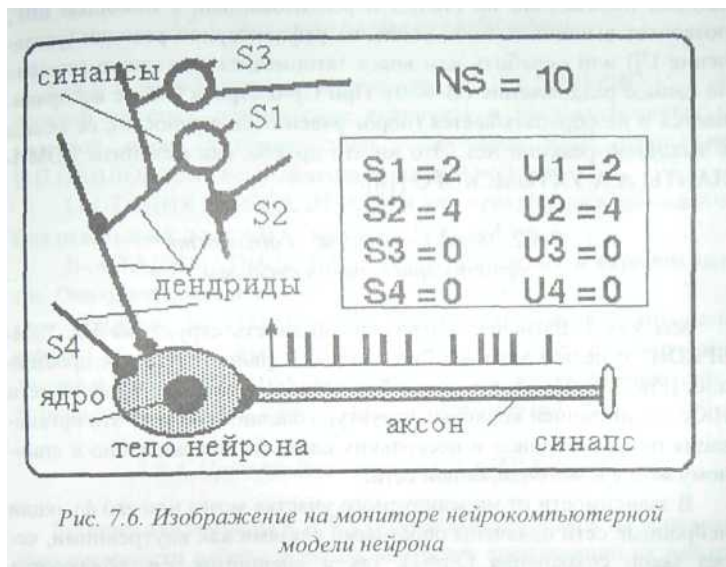 синапсы
S3
S1
S2
дендриды
S4
ядро
тело нейрона
аксон
синапс
NS = 10
S1 = 2 U1 = 2
S2 = 4 U2 = 4
S3 = 0 U3 = 0
S4 = 0 U4 = 0
Рис. 7.6. Изображение на мониторе нейрокомпьютерной
модели нейрона